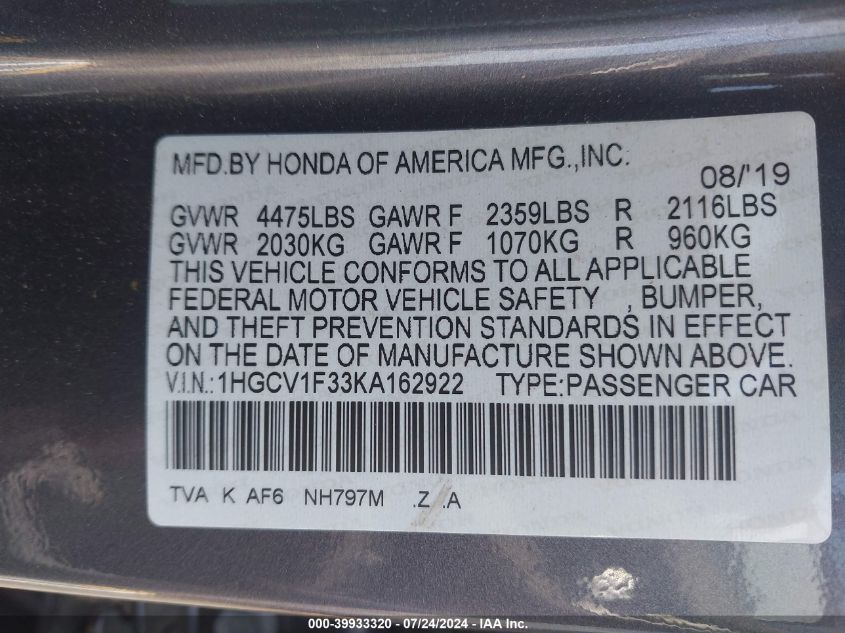 MFD.BY HONDA OF AMERICA MFG.,INC. 08/'19
GVWR 4475LBS GAWR F 2359LBS R 2116LBS
GVWR 2030KG GAWR F 1070KG R 960KG
THIS VEHICLE CONFORMS TO ALL APPLICABLE
FEDERAL MOTOR VEHICLE SAFETY , BUMPER,
AND THEFT PREVENTION STANDARDS IN EFFECT
ON THE DATE OF MANUFACTURE SHOWN ABOVE.
V.I.N.:1HGCV1F33KA162922 TYPE:PASSENGER CAR
TVA K AF6 NH797M .Z .A
000-39933320 - 07/24/2024 - IAA Inc.